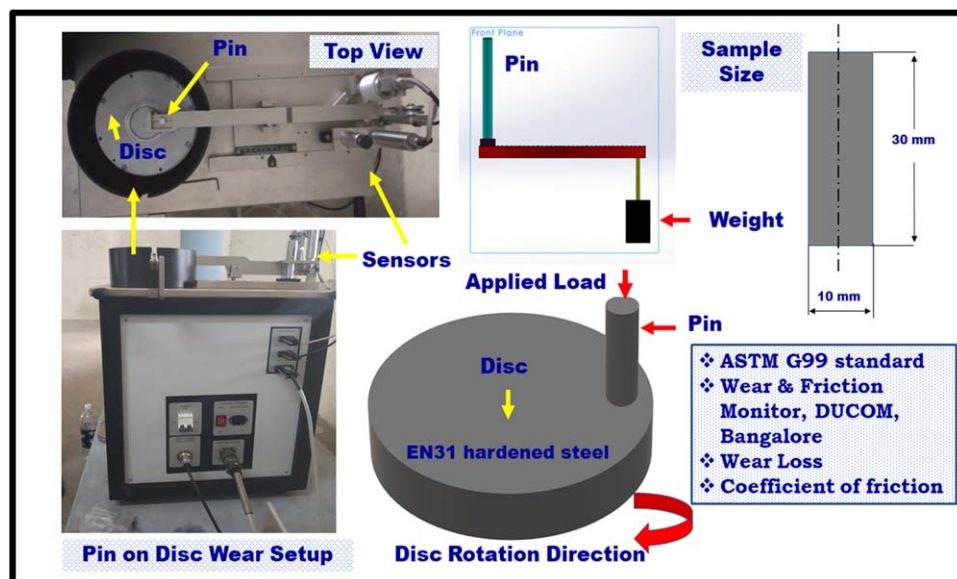 Pin
Top View
Disc
Sensors
Pin on Disc Wear Setup
Front Plane
Pin
Weight
Applied Load
Pin
Disc
EN31 hardened steel
Disc Rotation Direction
Sample
Size
30 mm
10 mm
❖ ASTM G99 standard
❖ Wear & Friction
Monitor, DUCOM,
Bangalore
❖ Wear Loss
❖ Coefficient of friction